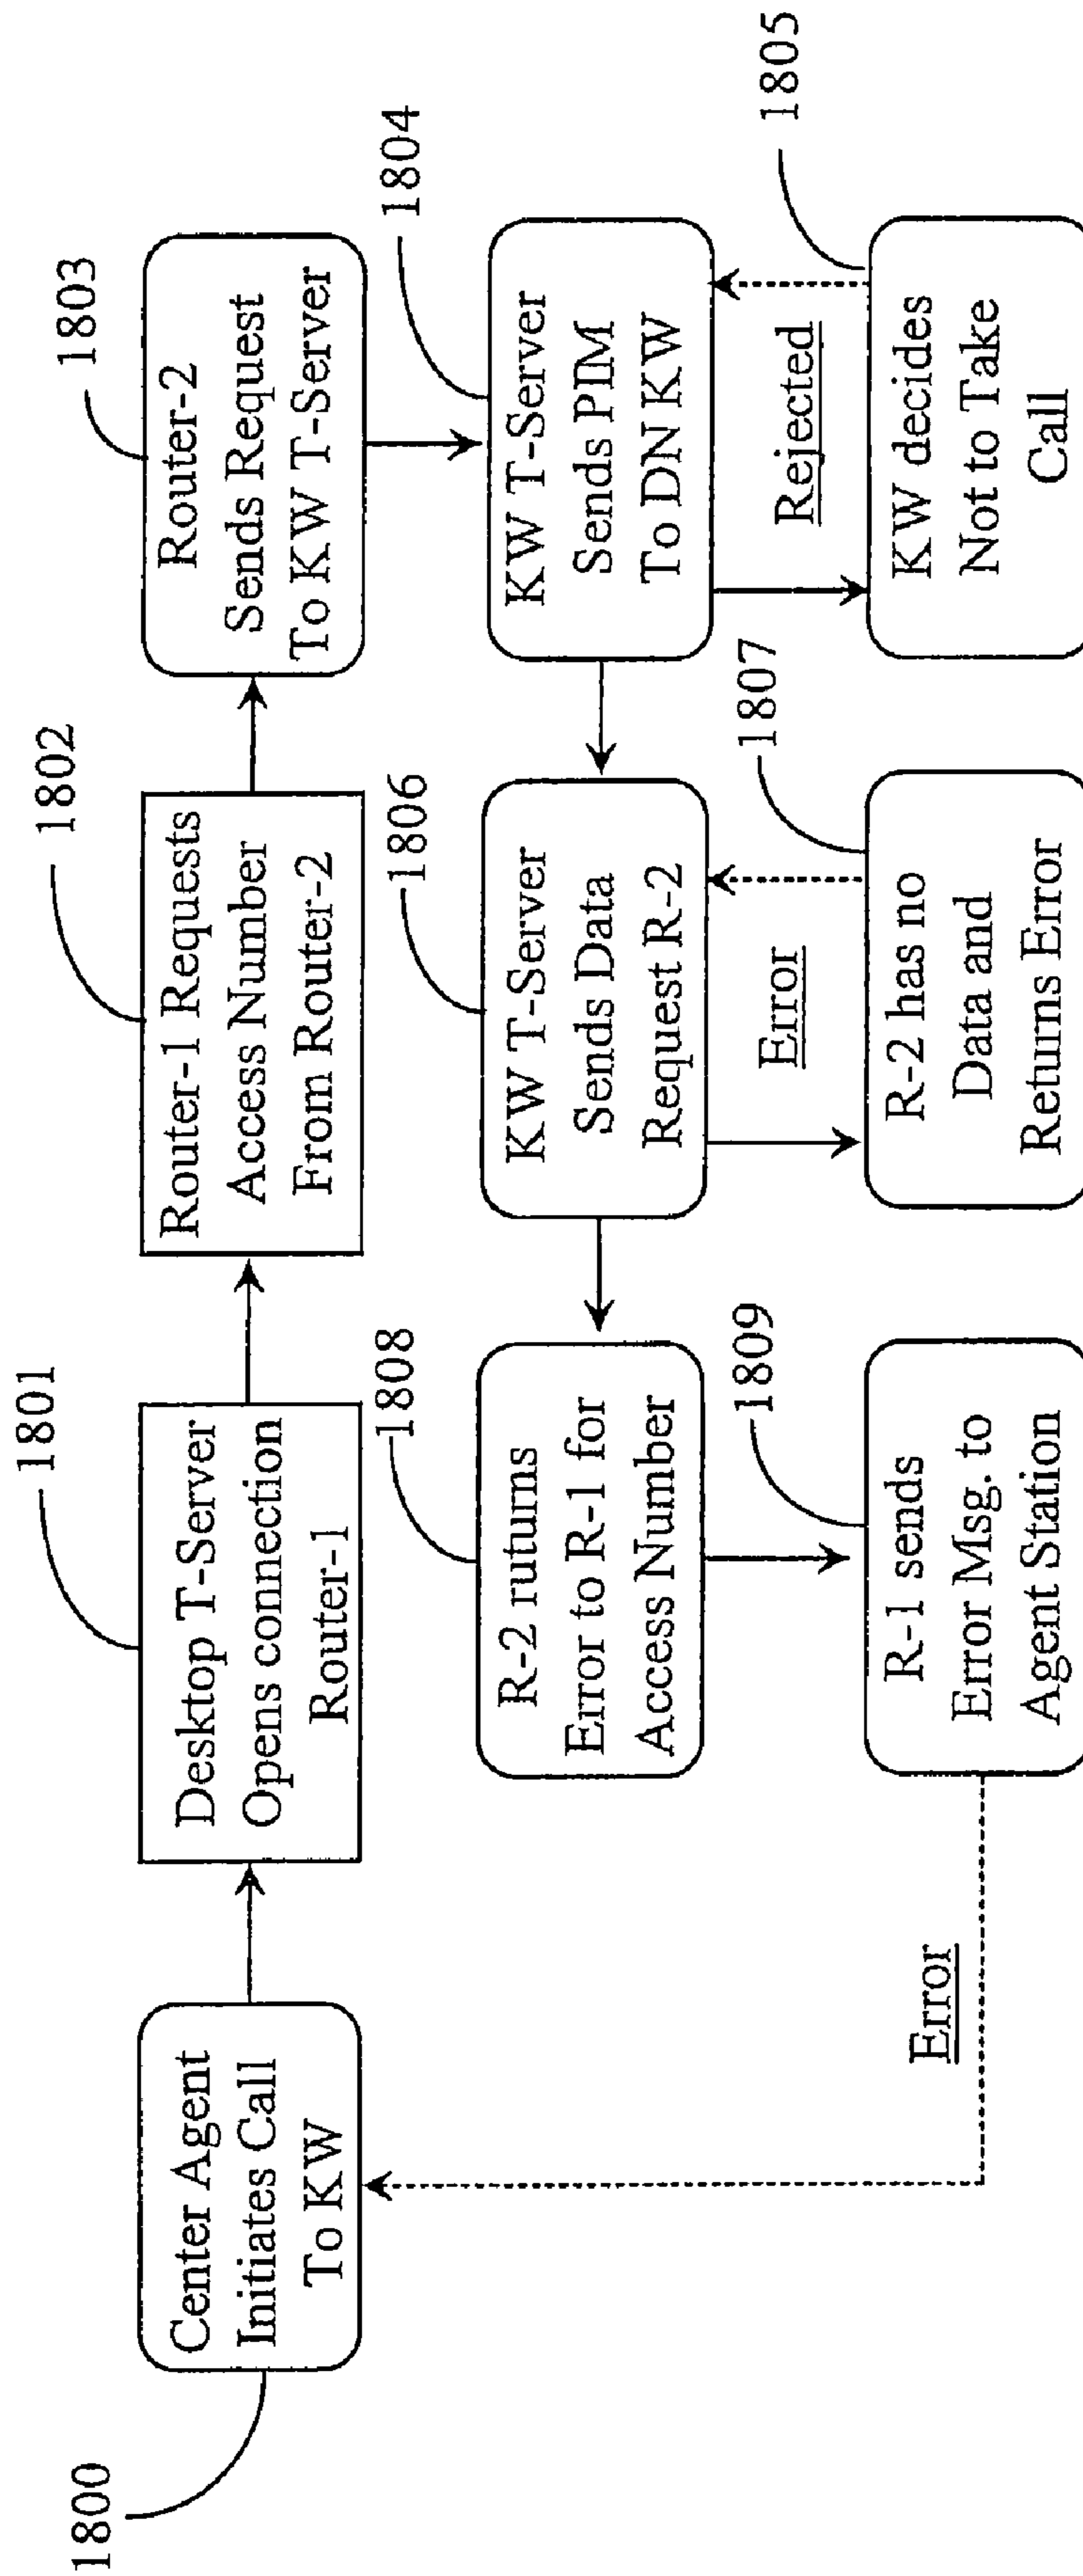 1800
Center Agent
Initiates Call
To KW
1801
Desktop T-Server
Opens connection
Router-1
1802
Router-1 Requests
Access Number
From Router-2
1803
Router-2
Sends Request
To KW T-Server
1804
KW T-Server
Sends PIM
To DN KW
Rejected
1805
KW decides
Not to Take
Call
1806
KW T-Server
Sends Data
Request R-2
Error
1807
R-2 has no
Data and
Returns Error
1808
R-2 ruturns
Error to R-1 for
Access Number
1809
R-1 sends
Error Msg. to
Agent Station
Error